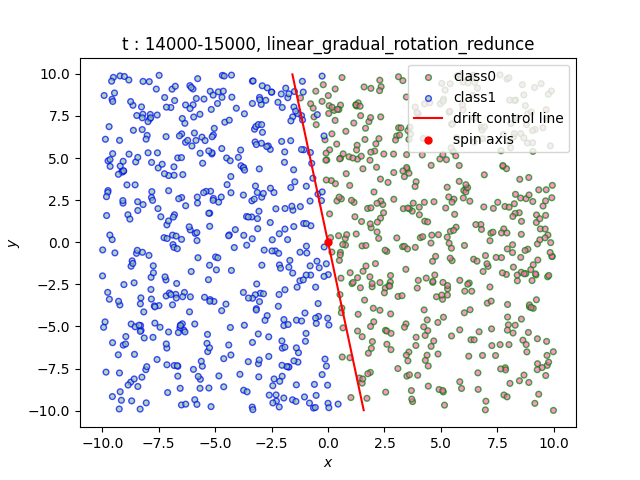 t : 14000-15000, linear_gradual_rotation_redunce
class0
class1
drift control line
spin axis
10.0
7.5
5.0
2.5
0.0
−2.5
−5.0
−7.5
−10.0
y
−10.0 −7.5 −5.0 −2.5 0.0 2.5 5.0 7.5 10.0
x